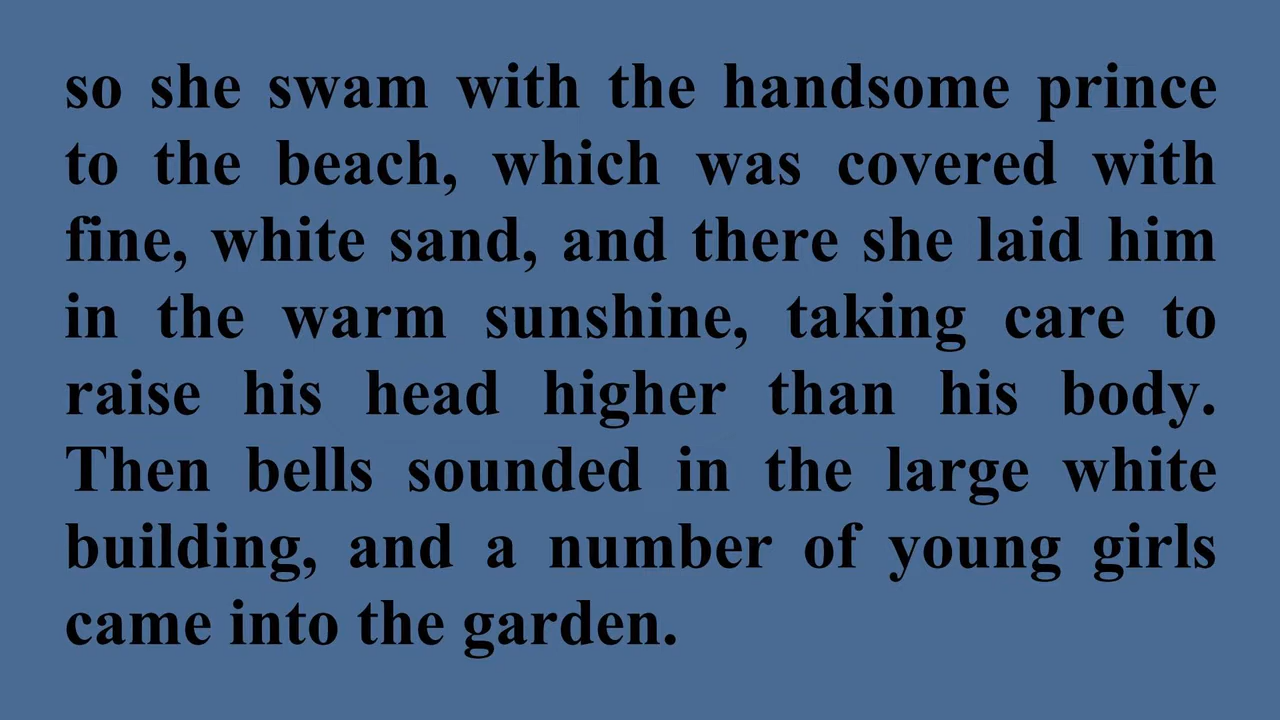 so she swam with the handsome prince
to the beach, which was covered with
fine, white sand, and there she laid him
in the warm sunshine, taking care to
raise his head higher than his body.
Then bells sounded in the large white
building, and a number of young girls
came into the garden.